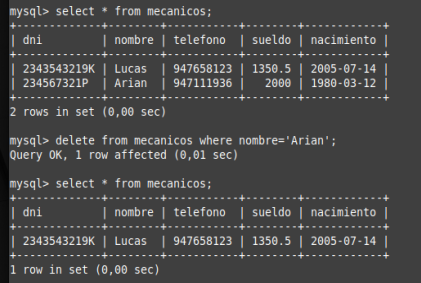 mysql> select * from mecanicos;
+-------------+--------+-----------+--------+------------+
| dni         | nombre | telefono  | sueldo | nacimiento |
+-------------+--------+-----------+--------+------------+
| 2343543219K | Lucas  | 947658123 | 1350.5 | 2005-07-14 |
| 234567321P  | Arian  | 947111936 |   2000 | 1980-03-12 |
+-------------+--------+-----------+--------+------------+
2 rows in set (0,00 sec)
mysql> delete from mecanicos where nombre='Arian';
Query OK, 1 row affected (0,01 sec)
mysql> select * from mecanicos;
+-------------+--------+-----------+--------+------------+
| dni         | nombre | telefono  | sueldo | nacimiento |
+-------------+--------+-----------+--------+------------+
| 2343543219K | Lucas  | 947658123 | 1350.5 | 2005-07-14 |
+-------------+--------+-----------+--------+------------+
1 row in set (0,00 sec)